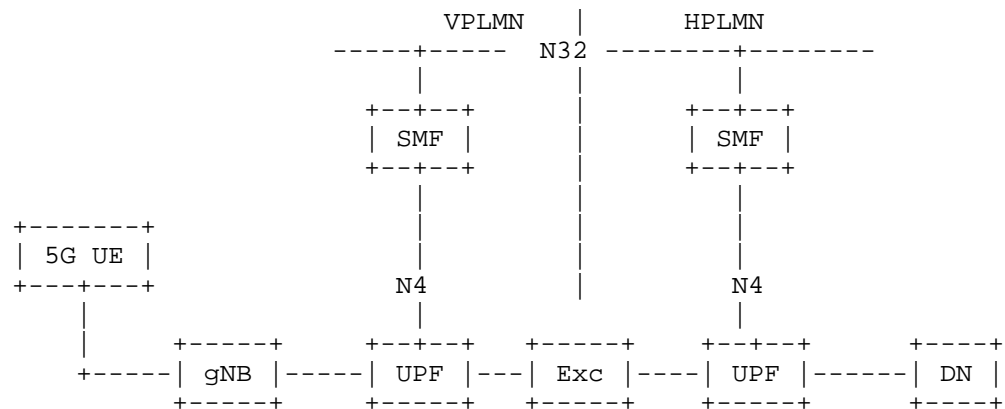 VPLMN HPLMN
N32
SMF SMF
5G UE
N4 N4
gNB UPF Exc UPF DN